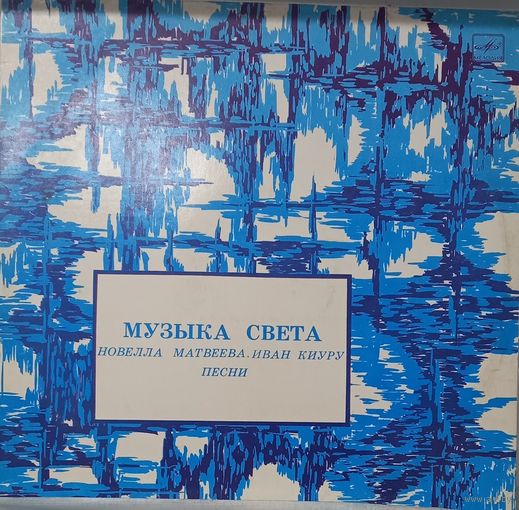 МУЗЫКА СВЕТА
НОВЕЛЛА МАТВЕЕВА. ИВАН КИУРУ
ПЕСНИ